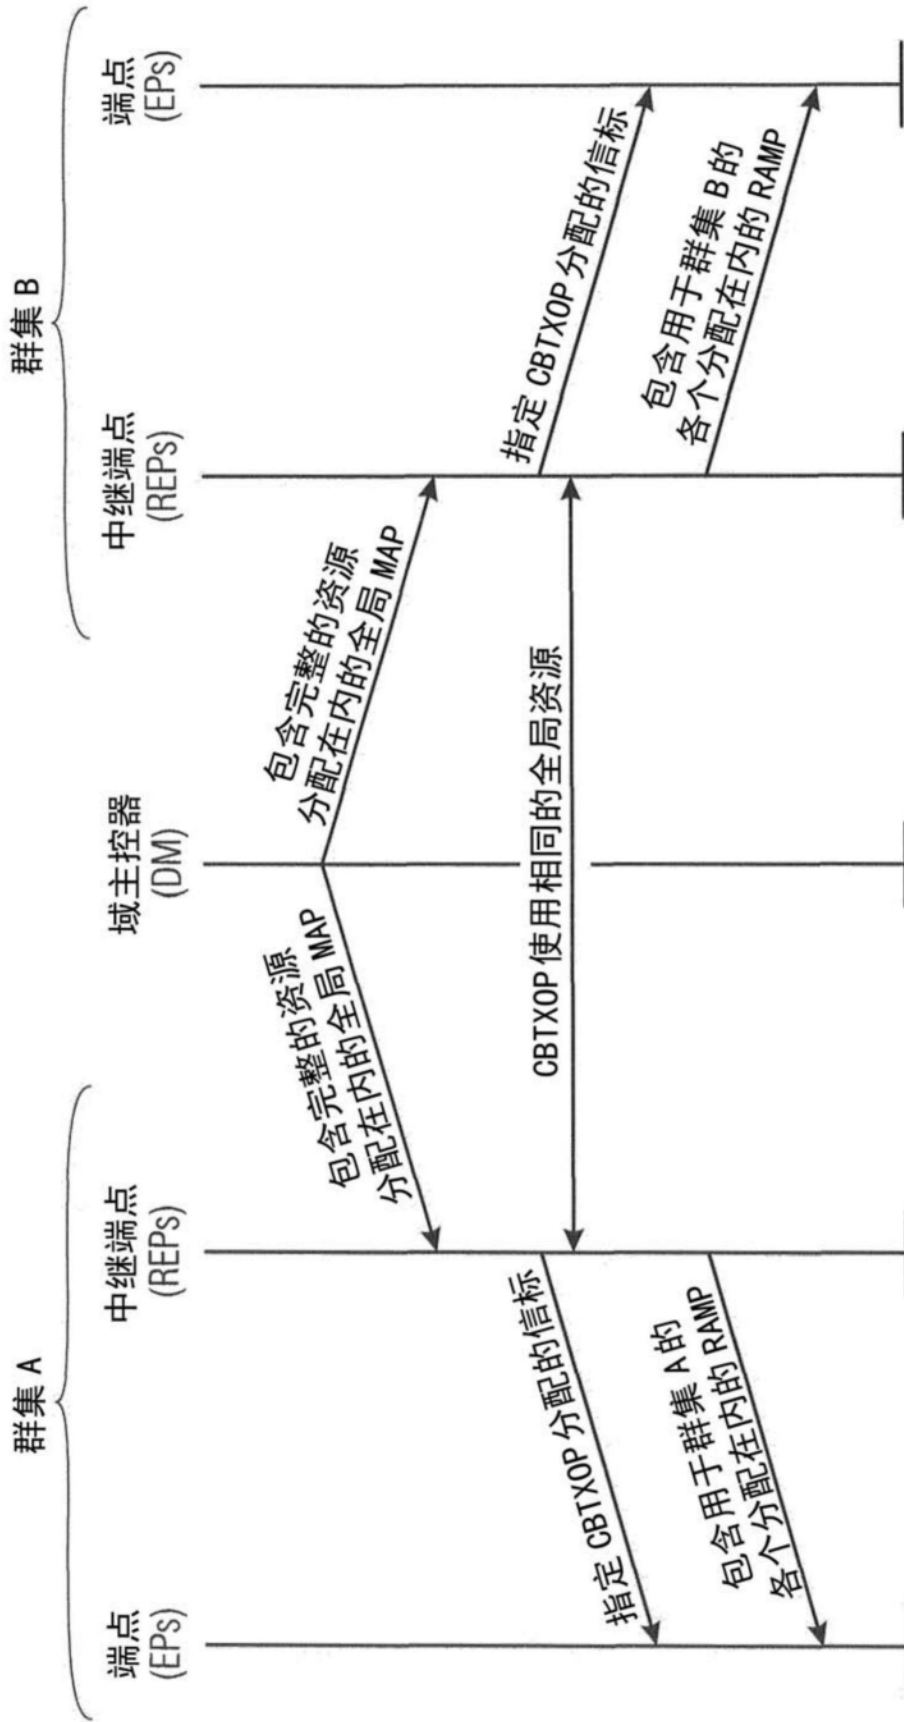 群集 A
群集 B
端点
(EPs)
中继端点
(REPs)
域主控器
(DM)
中继端点
(REPs)
端点
(EPs)
包含完整的资源
分配在内的全局 MAP
包含完整的资源
分配在内的全局 MAP
指定 CBTXOP 分配的信标
CBTXOP 使用相同的全局资源
指定 CBTXOP 分配的信标
包含用于群集 A 的
各个分配在内的 RAMP
包含用于群集 B 的
各个分配在内的 RAMP